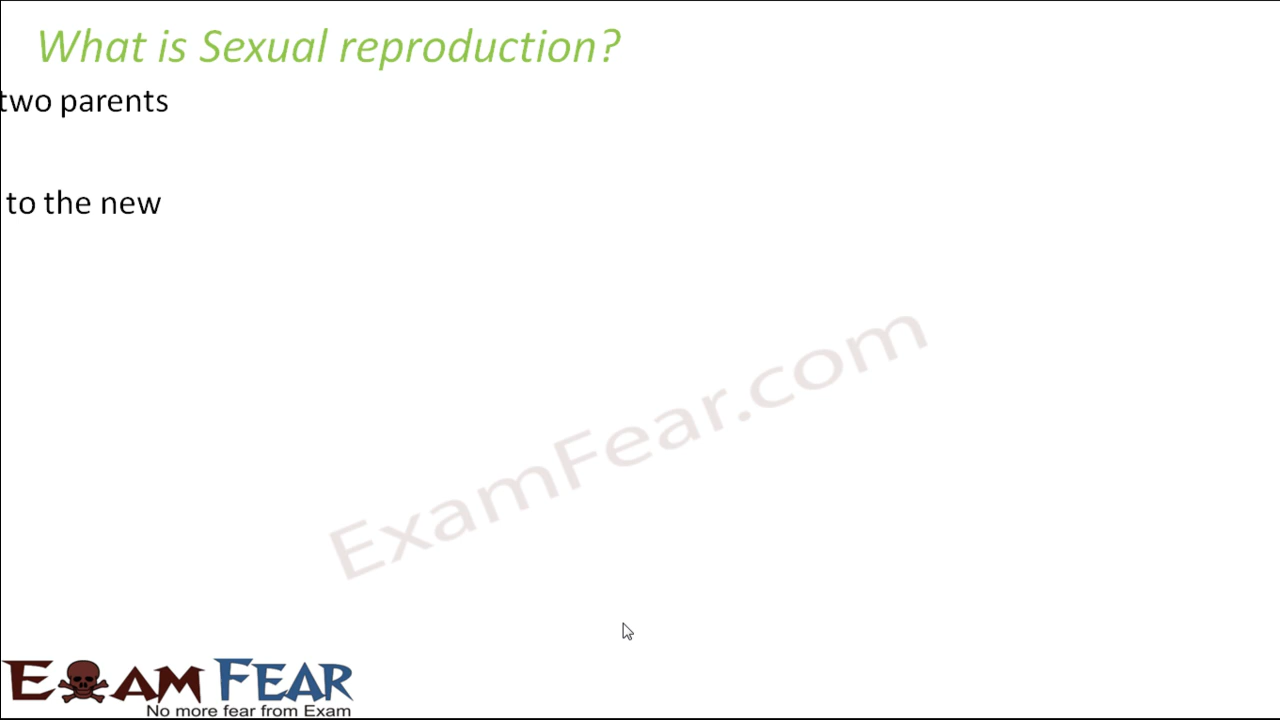 What is Sexual reproduction?
two parents
to the new
ExamFear.com
EXAM FEAR
No more fear from Exam